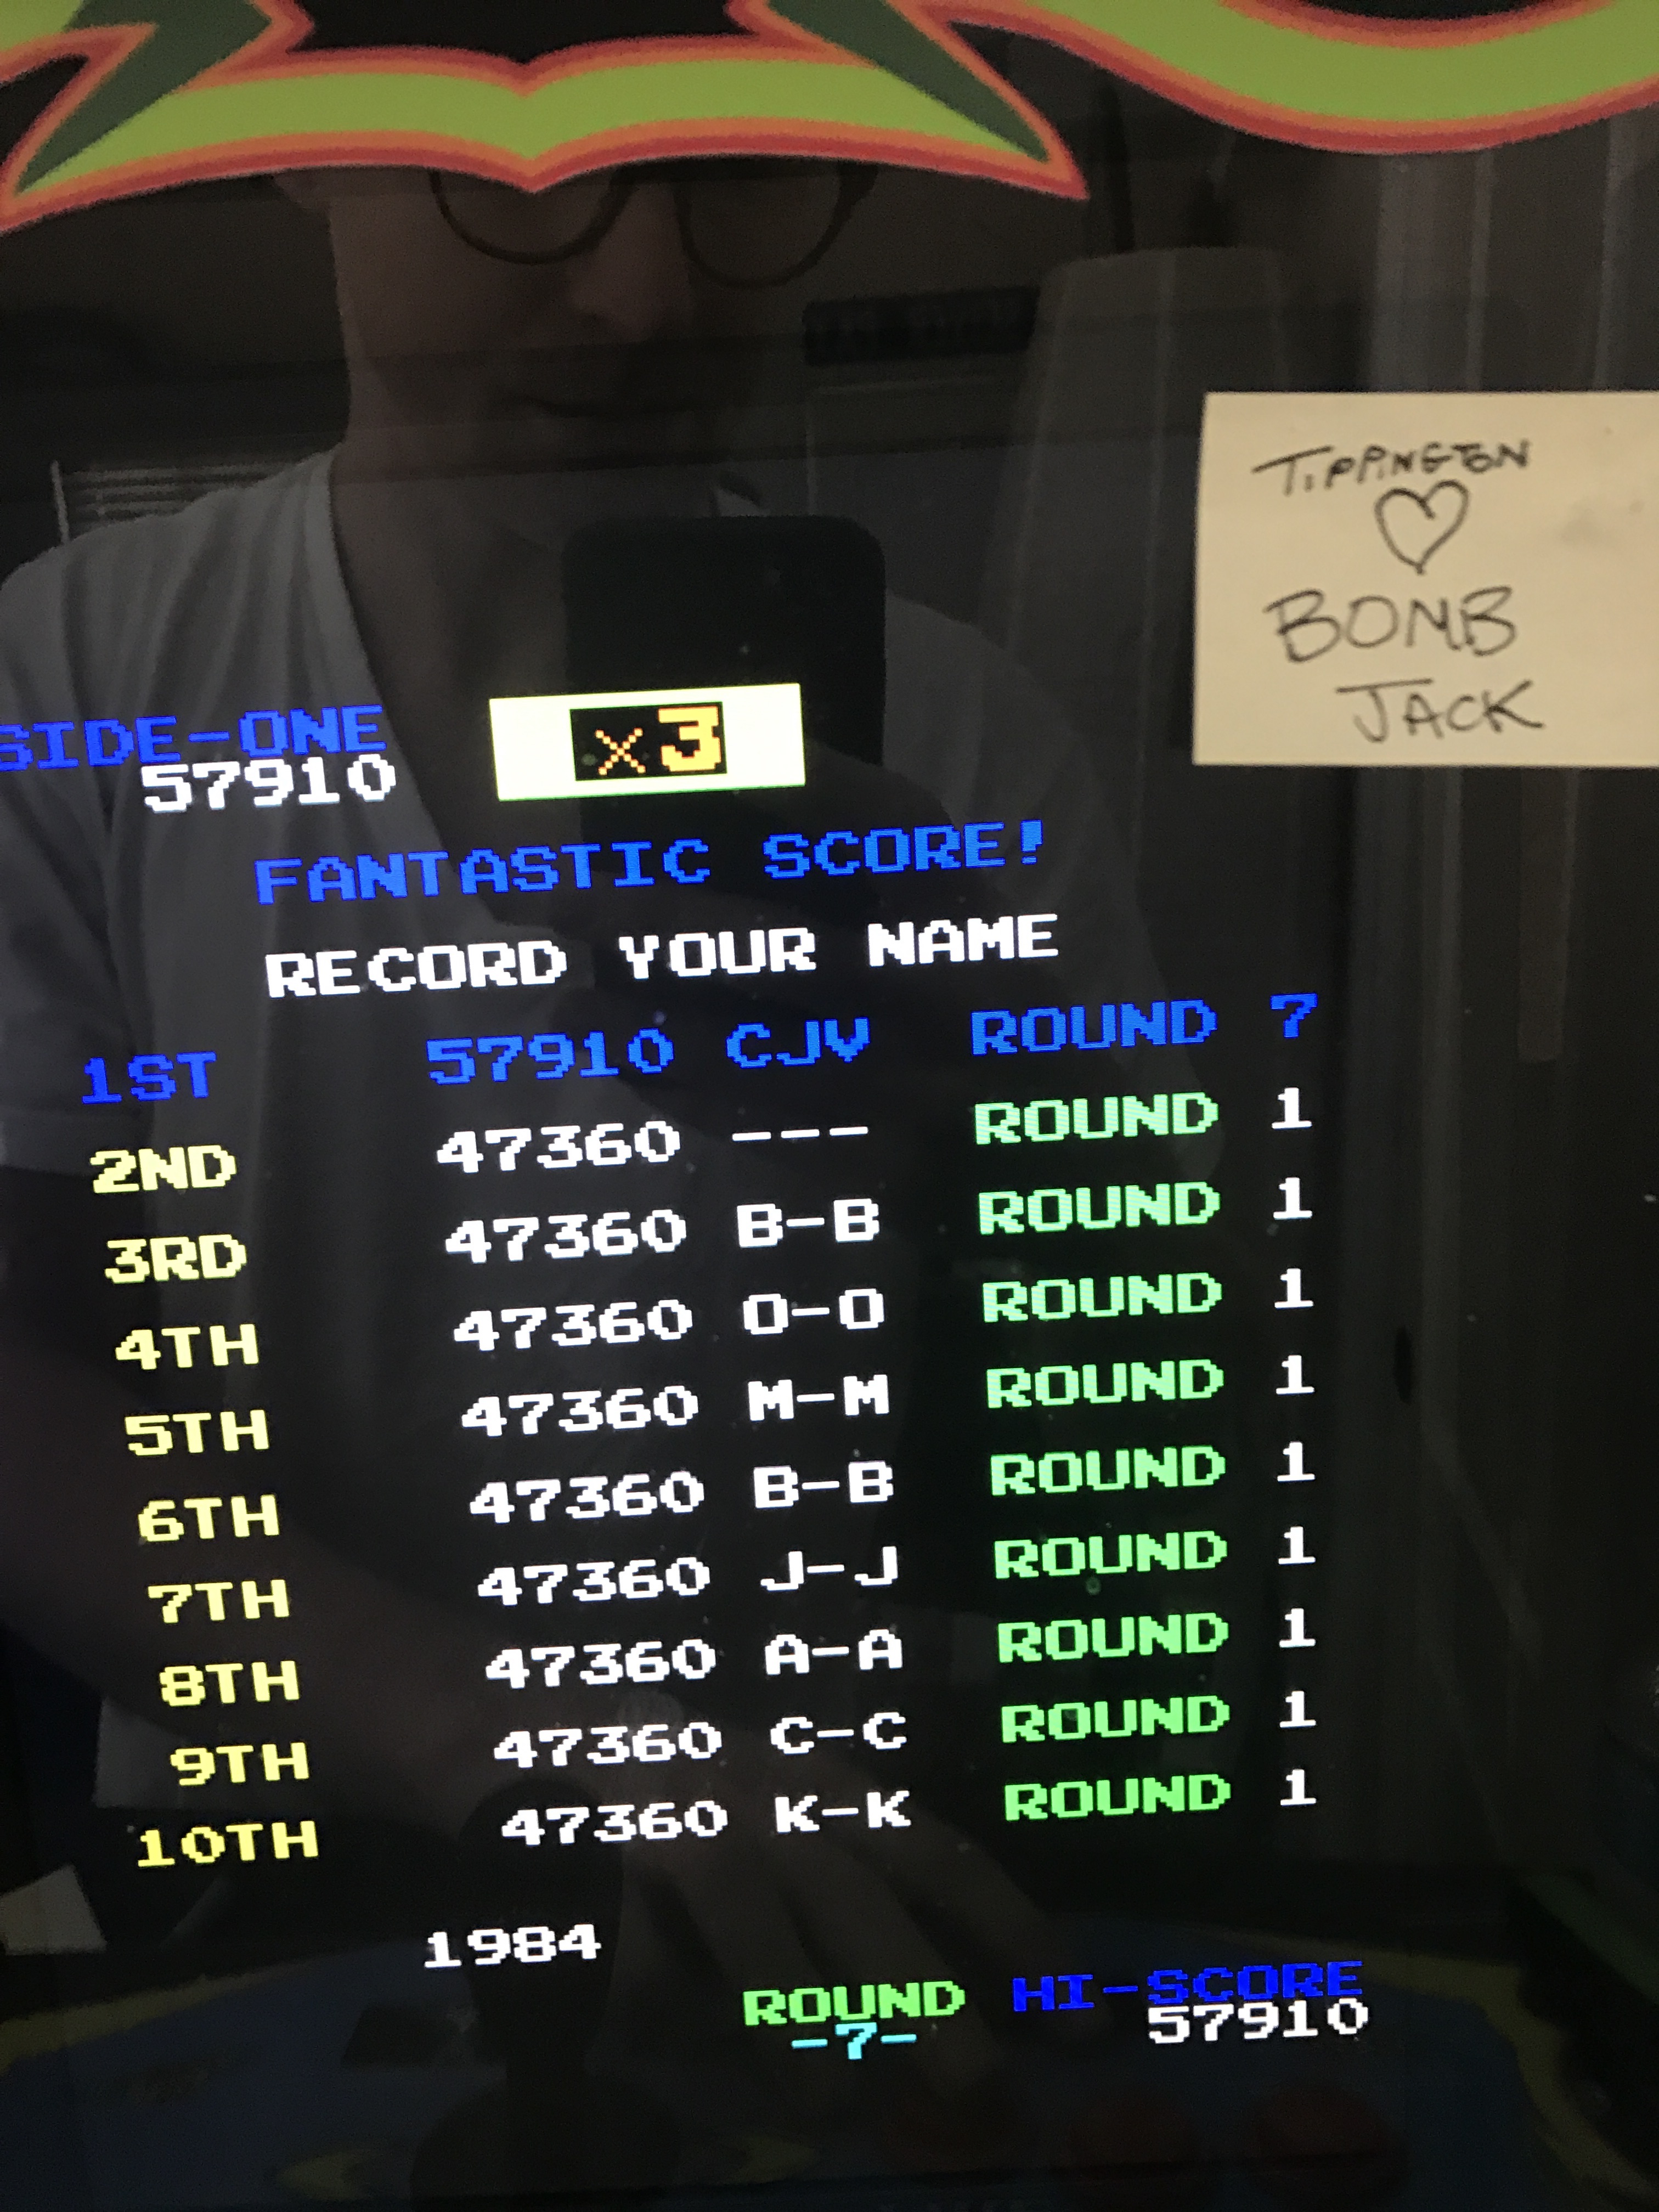 TIPPINGTON
♡
BOMB
JACK
SIDE-ONE
57910
x3
FANTASTIC SCORE!
RECORD YOUR NAME
1ST 57910 CJV ROUND 7
2ND 47360 --- ROUND 1
3RD 47360 B-B ROUND 1
4TH 47360 O-O ROUND 1
5TH 47360 M-M ROUND 1
6TH 47360 B-B ROUND 1
7TH 47360 J-J ROUND 1
8TH 47360 A-A ROUND 1
9TH 47360 C-C ROUND 1
10TH 47360 K-K ROUND 1
1984
ROUND HI-SCORE
-7- 57910